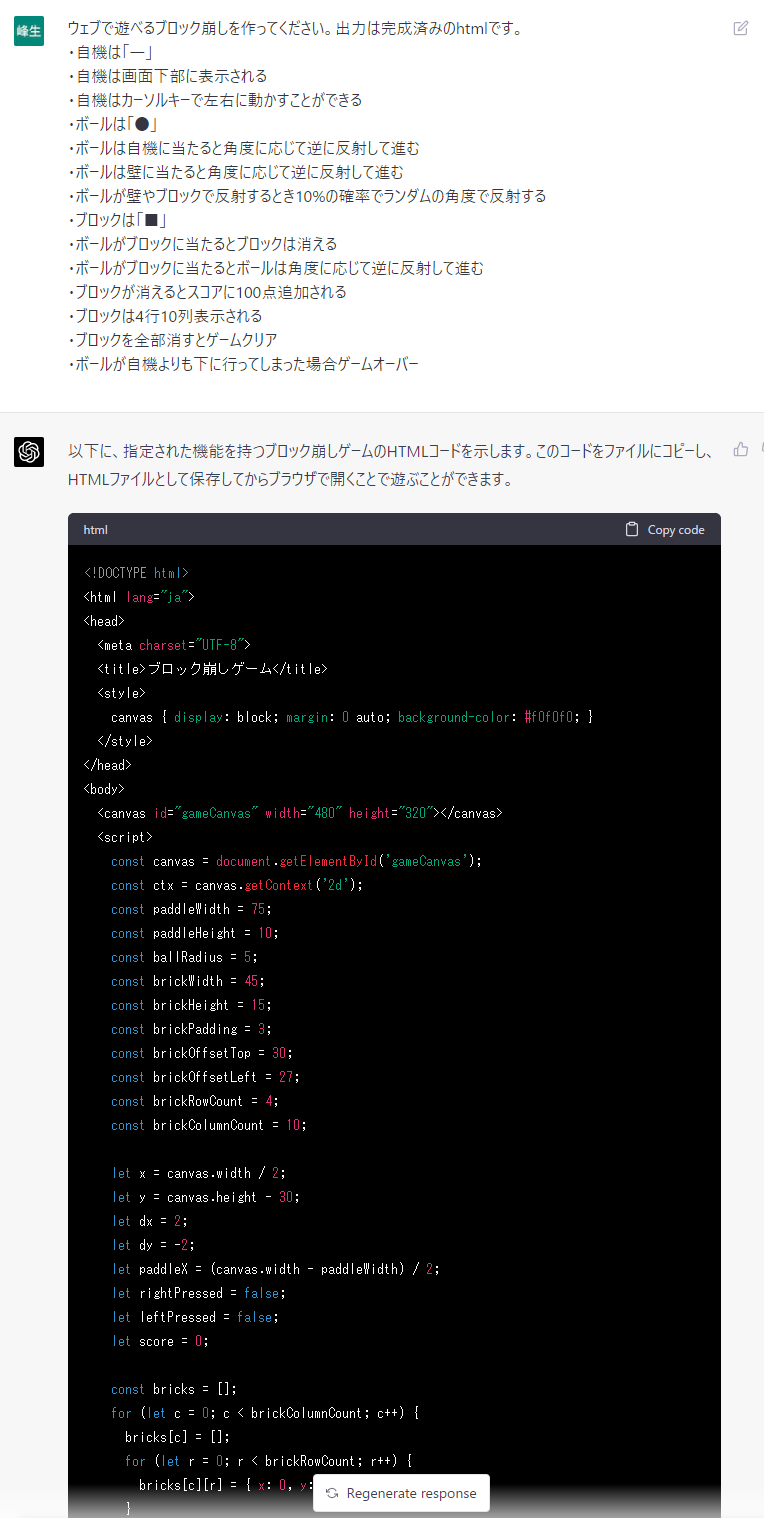 峰生
ウェブで遊べるブロック崩しを作ってください。出力は完成済みのhtmlです。
・自機は「―」
・自機は画面下部に表示される
・自機はカーソルキーで左右に動かすことができる
・ボールは「●」
・ボールは自機に当たると角度に応じて逆に反射して進む
・ボールは壁に当たると角度に応じて逆に反射して進む
・ボールが壁やブロックで反射するとき10%の確率でランダムの角度で反射する
・ブロックは「■」
・ボールがブロックに当たるとブロックは消える
・ボールがブロックに当たるとボールは角度に応じて逆に反射して進む
・ブロックが消えるとスコアに100点追加される
・ブロックは4行10列表示される
・ブロックを全部消すとゲームクリア
・ボールが自機よりも下に行ってしまった場合ゲームオーバー
以下に、指定された機能を持つブロック崩しゲームのHTMLコードを示します。このコードをファイルにコピーし、
HTMLファイルとして保存してからブラウザで開くことで遊ぶことができます。
html
Copy code
<!DOCTYPE html>
<html lang="ja">
<head>
<meta charset="UTF-8">
<title>ブロック崩しゲーム</title>
<style>
canvas { display: block; margin: 0 auto; background-color: #f0f0f0; }
</style>
</head>
<body>
<canvas id="gameCanvas" width="480" height="320"></canvas>
<script>
const canvas = document.getElementById('gameCanvas');
const ctx = canvas.getContext('2d');
const paddleWidth = 75;
const paddleHeight = 10;
const ballRadius = 5;
const brickWidth = 45;
const brickHeight = 15;
const brickPadding = 3;
const brickOffsetTop = 30;
const brickOffsetLeft = 27;
const brickRowCount = 4;
const brickColumnCount = 10;
let x = canvas.width / 2;
let y = canvas.height - 30;
let dx = 2;
let dy = -2;
let paddleX = (canvas.width - paddleWidth) / 2;
let rightPressed = false;
let leftPressed = false;
let score = 0;
const bricks = [];
for (let c = 0; c < brickColumnCount; c++) {
bricks[c] = [];
for (let r = 0; r < brickRowCount; r++) {
bricks[c][r] = { x: 0, y:
Regenerate response
}